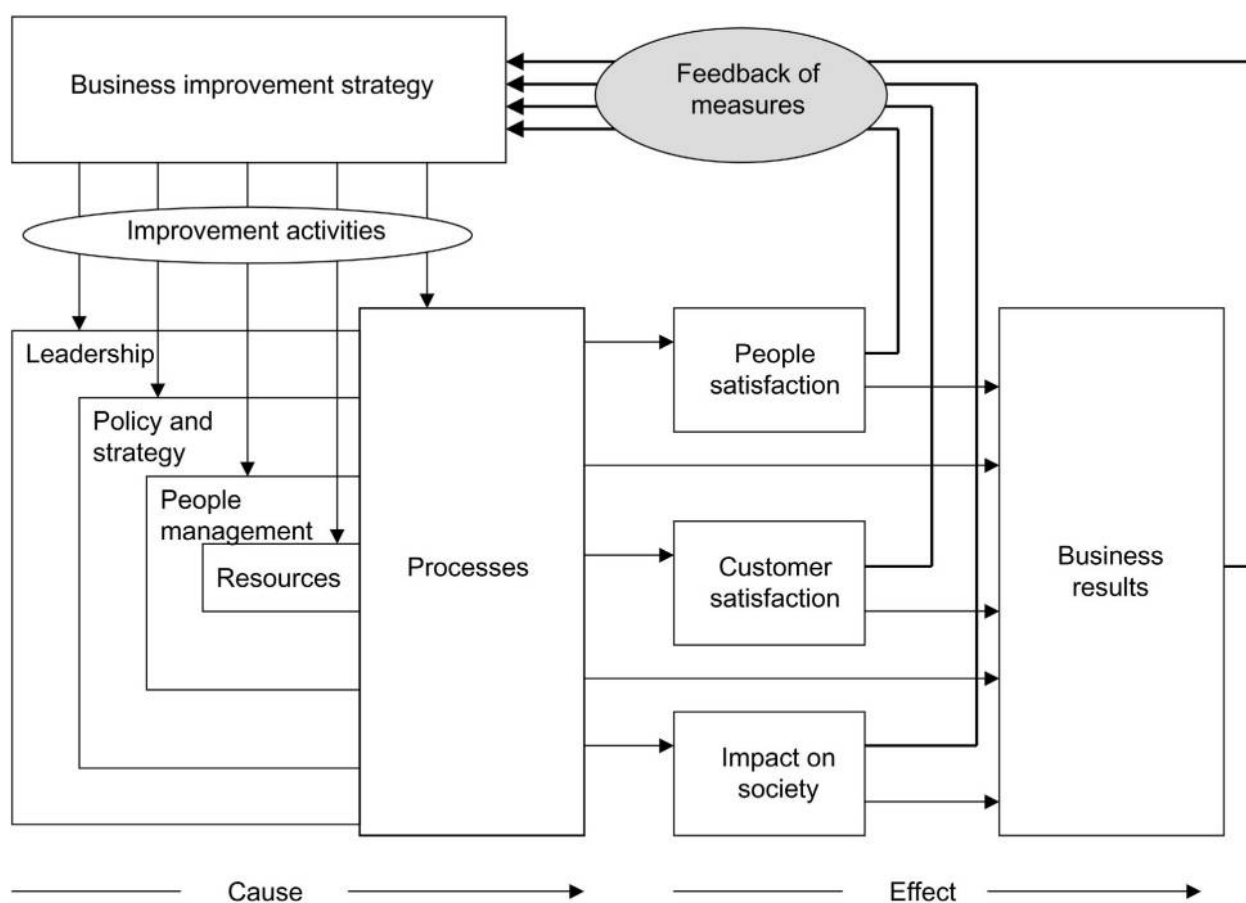 Business improvement strategy
Feedback of
measures
Improvement activities
Leadership
Policy and
strategy
People
management
Resources
Processes
People
satisfaction
Customer
satisfaction
Impact on
society
Business
results
Cause
Effect